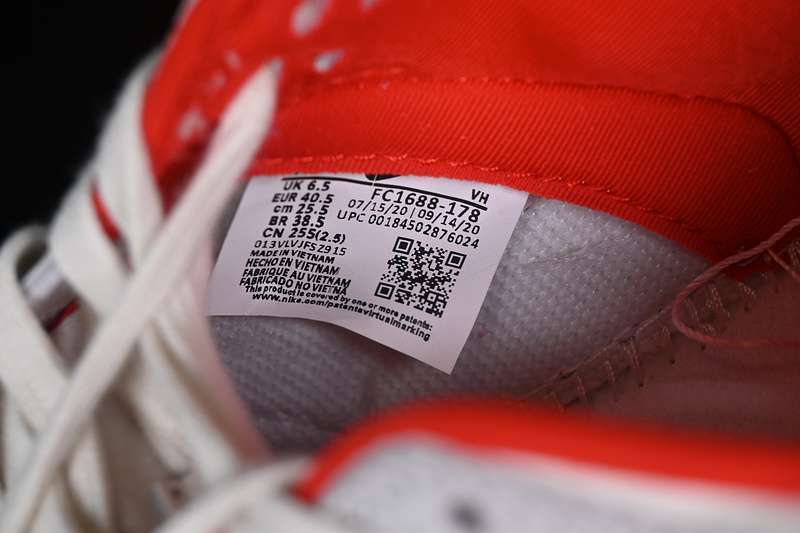 UK 6.5
EUR 40.5
cm 25.5
BR 38.5
CN 255(2.5)
VH
FC1688-178
07/15/20 | 09/14/20
UPC 00184502876024
013VLVJFSZ915
MADE IN VIETNAM
HECHO EN VIETNAM
FABRIQUE AU VIETNAM
FABRICADO NO VIETNÃ
This product is covered by one or more patents:
www.nike.com/patentsvirtualmarking